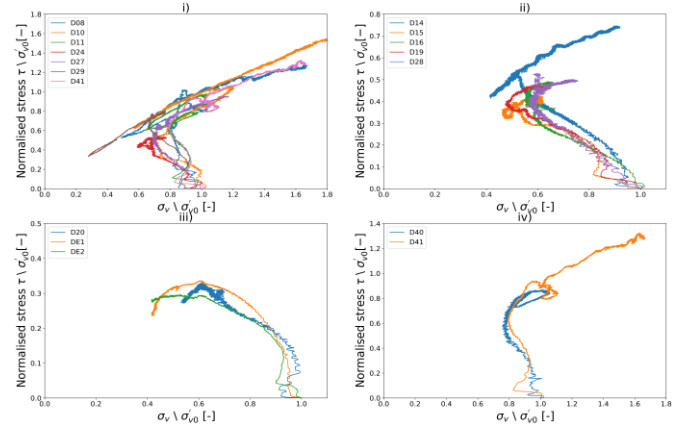 i)
Normalised stress τ \ σ'v0[−]
1.8
1.6
1.4
1.2
1.0
0.8
0.6
0.4
0.2
0.0
D08
D10
D11
D24
D27
D29
D41
0.0 0.2 0.4 0.6 0.8 1.0 1.2 1.4 1.6 1.8
σv \ σ'v0 [-]
ii)
Normalised stress τ \ σ'v0[−]
0.8
0.7
0.6
0.5
0.4
0.3
0.2
0.1
0.0
D14
D15
D16
D19
D28
0.0 0.2 0.4 0.6 0.8 1.0 1.2
σv \ σ'v0 [-]
iii)
Normalised stress τ \ σ'v0[−]
0.5
0.4
0.3
0.2
0.1
0.0
D20
DE1
DE2
0.0 0.2 0.4 0.6 0.8 1.0
σv \ σ'v0 [-]
iv)
Normalised stress τ \ σ'v0[−]
1.4
1.2
1.0
0.8
0.6
0.4
0.2
0.0
D40
D41
0.0 0.2 0.4 0.6 0.8 1.0 1.2 1.4 1.6 1.8
σv \ σ'v0 [-]